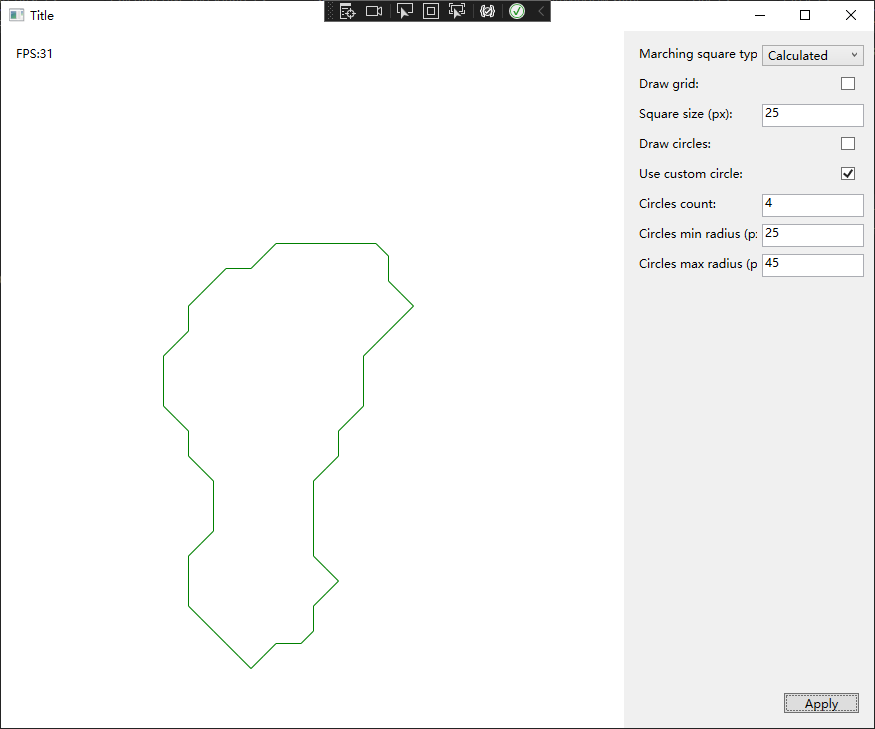 Title
FPS:31
Marching square typ Calculated
Draw grid:
Square size (px): 25
Draw circles:
Use custom circle:
Circles count: 4
Circles min radius (p: 25
Circles max radius (p 45
Apply